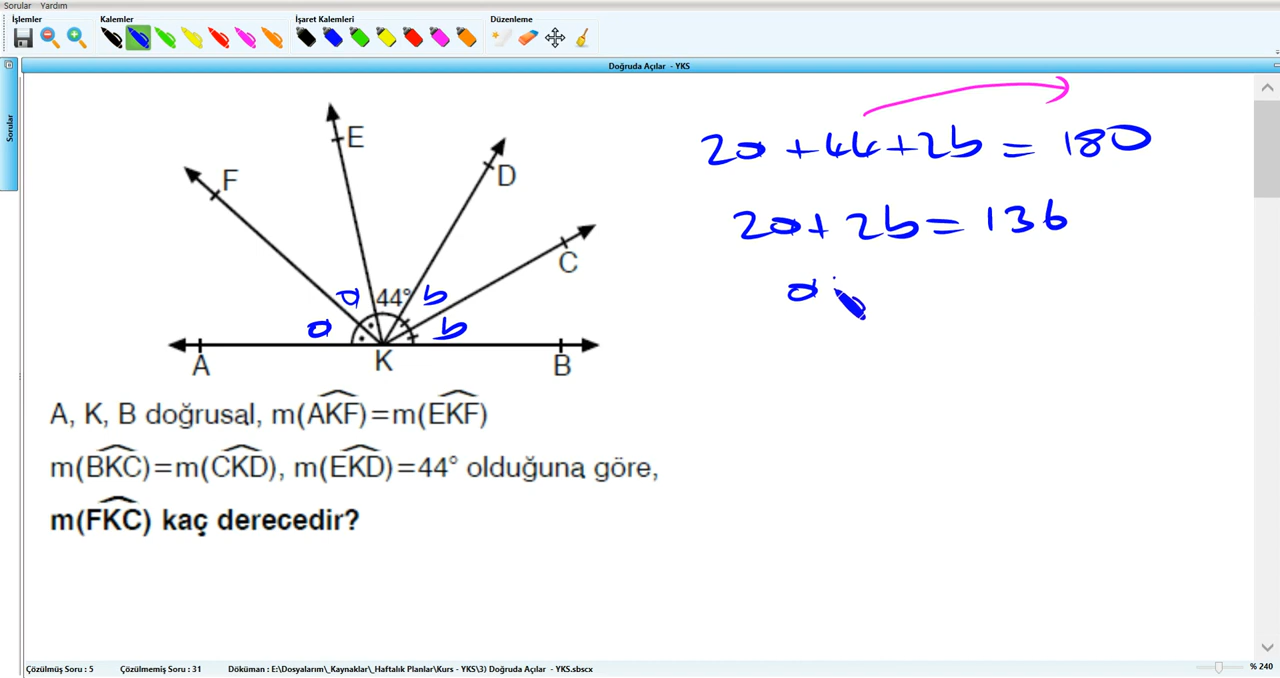 Sorular Yardım
İşlemler Kalemler İşaret Kalemleri Düzenleme
Doğruda Açılar - YKS
Sorular
2a + 44 + 2b = 180
2a + 2b = 136
a
E
F
D
C
a 44° b
a b
A K B
A, K, B doğrusal, m(AKF)=m(EKF)
m(BKC)=m(CKD), m(EKD)=44° olduğuna göre,
m(FKC) kaç derecedir?
Çözülmüş Soru : 5 Çözülmemiş Soru : 31 Döküman : E:\Dosyalarım\_Kaynaklar\_Haftalık Planlar\Kurs - YKS\3) Doğruda Açılar - YKS.sbscx % 240